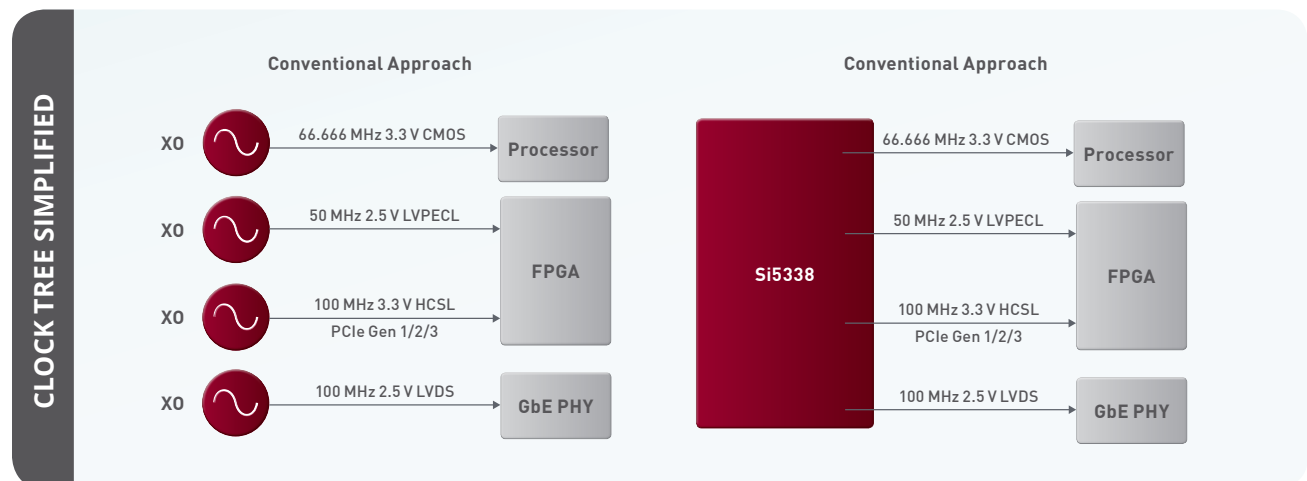 CLOCK TREE SIMPLIFIED
Conventional Approach
XO
66.666 MHz 3.3 V CMOS
Processor
XO
50 MHz 2.5 V LVPECL
FPGA
XO
100 MHz 3.3 V HCSL
PCIe Gen 1/2/3
XO
100 MHz 2.5 V LVDS
GbE PHY
Conventional Approach
Si5338
66.666 MHz 3.3 V CMOS
Processor
50 MHz 2.5 V LVPECL
FPGA
100 MHz 3.3 V HCSL
PCIe Gen 1/2/3
100 MHz 2.5 V LVDS
GbE PHY